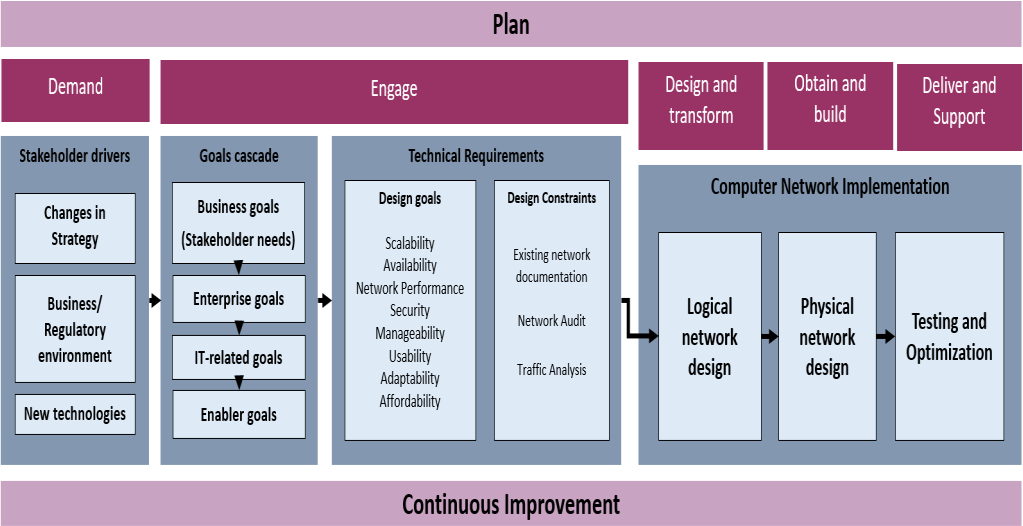 Plan
Demand
Engage
Design and
transform
Obtain and
build
Deliver and
Support
Stakeholder drivers
Changes in
Strategy
Business/
Regulatory
environment
New technologies
Goals cascade
Business goals
(Stakeholder needs)
Enterprise goals
IT-related goals
Enabler goals
Technical Requirements
Design goals
Scalability
Availability
Network Performance
Security
Manageability
Usability
Adaptability
Affordability
Design Constraints
Existing network
documentation
Network Audit
Traffic Analysis
Computer Network Implementation
Logical
network
design
Physical
network
design
Testing and
Optimization
Continuous Improvement